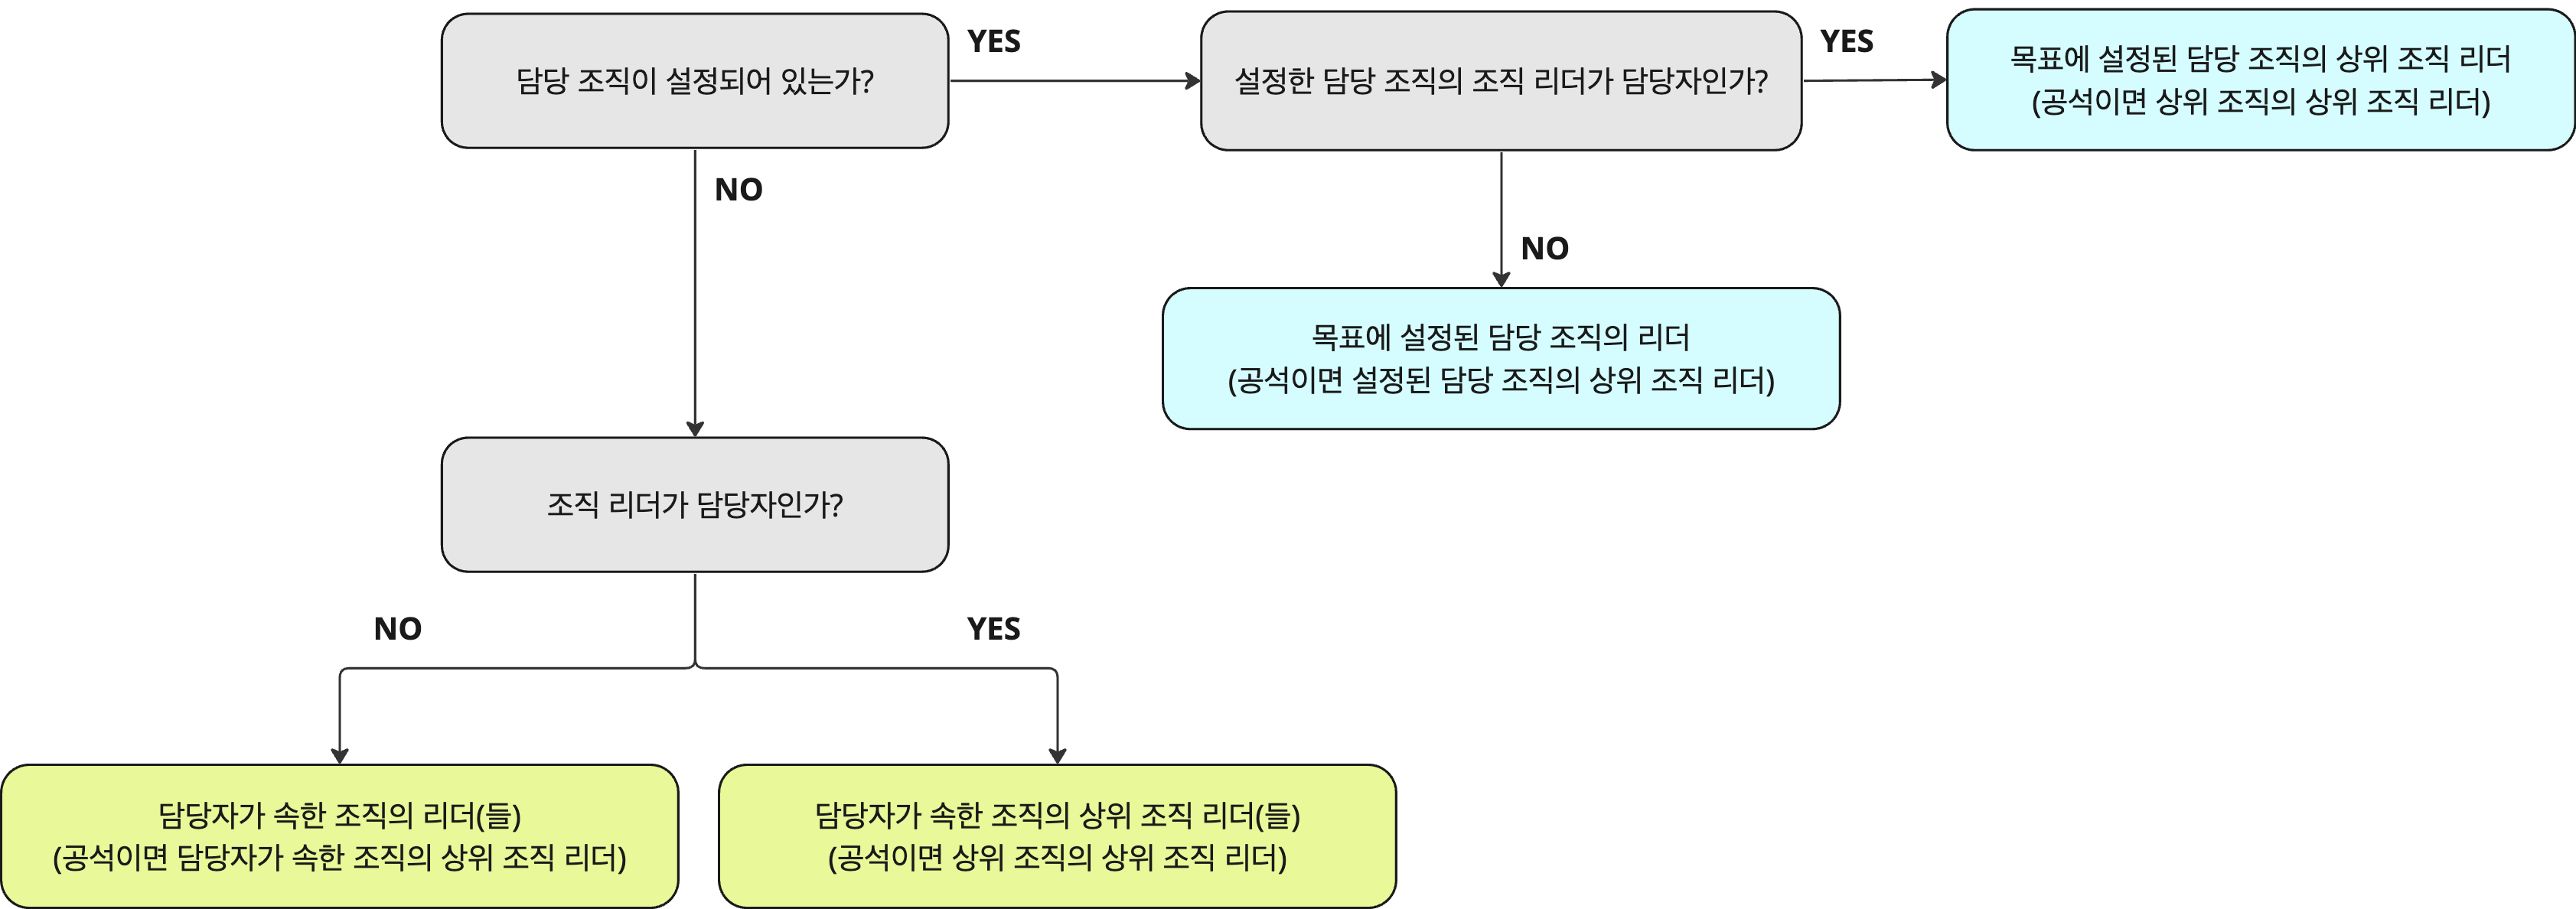 담당 조직이 설정되어 있는가?
YES
설정한 담당 조직의 조직 리더가 담당자인가?
YES
목표에 설정된 담당 조직의 상위 조직 리더
(공석이면 상위 조직의 상위 조직 리더)
NO
NO
목표에 설정된 담당 조직의 리더
(공석이면 설정된 담당 조직의 상위 조직 리더)
조직 리더가 담당자인가?
NO
YES
담당자가 속한 조직의 리더(들)
(공석이면 담당자가 속한 조직의 상위 조직 리더)
담당자가 속한 조직의 상위 조직 리더(들)
(공석이면 상위 조직의 상위 조직 리더)